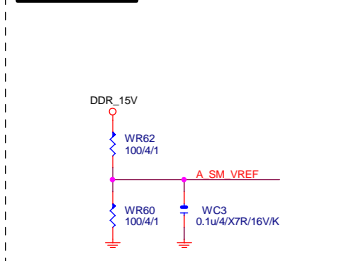 DDR_15V
WR62
100/4/1
A_SM_VREF
WR60
100/4/1
WC3
0.1u/4/X7R/16V/K